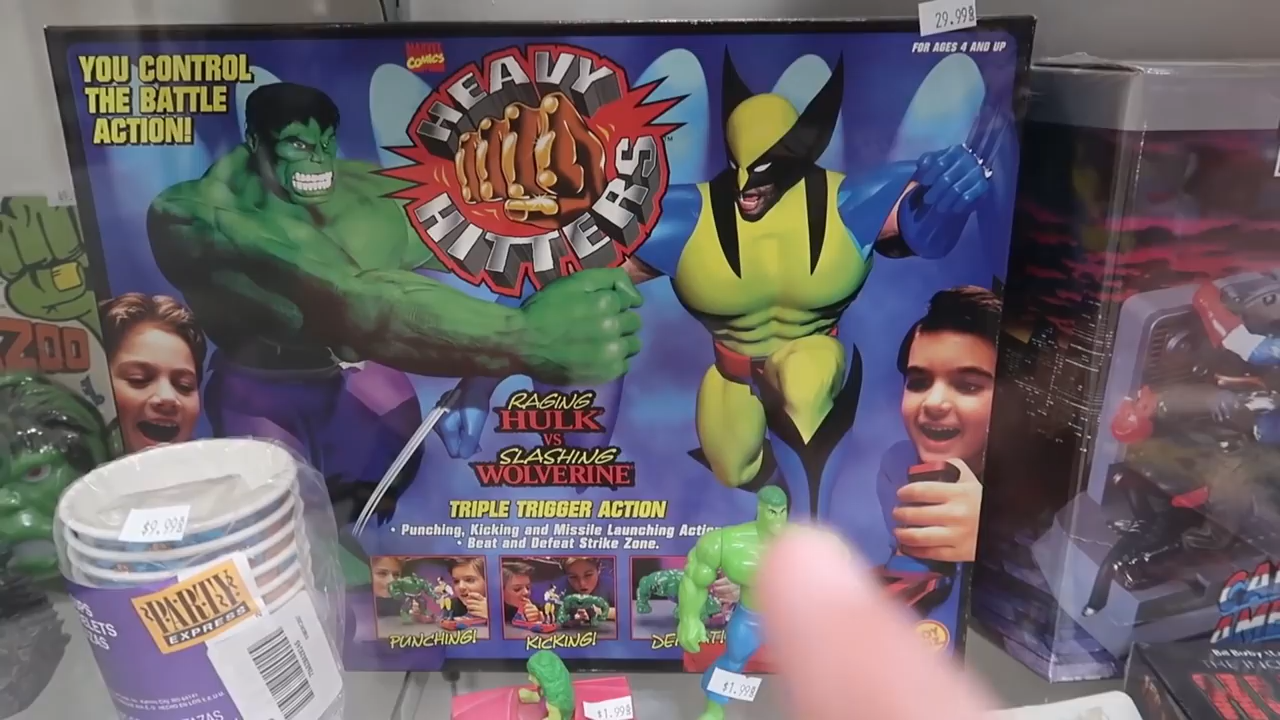 29.99
FOR AGES 4 AND UP
YOU CONTROL
THE BATTLE
ACTION!
MARVEL
COMICS
HEAVY
HITTERS
RAGING
HULK
VS
SLASHING
WOLVERINE
TRIPLE TRIGGER ACTION
• Punching, Kicking and Missile Launching Action
• Beat and Defeat Strike Zone.
PUNCHING!
KICKING!
ZOO
$9.99
PARTY
EXPRESS
$1.99
$1.99